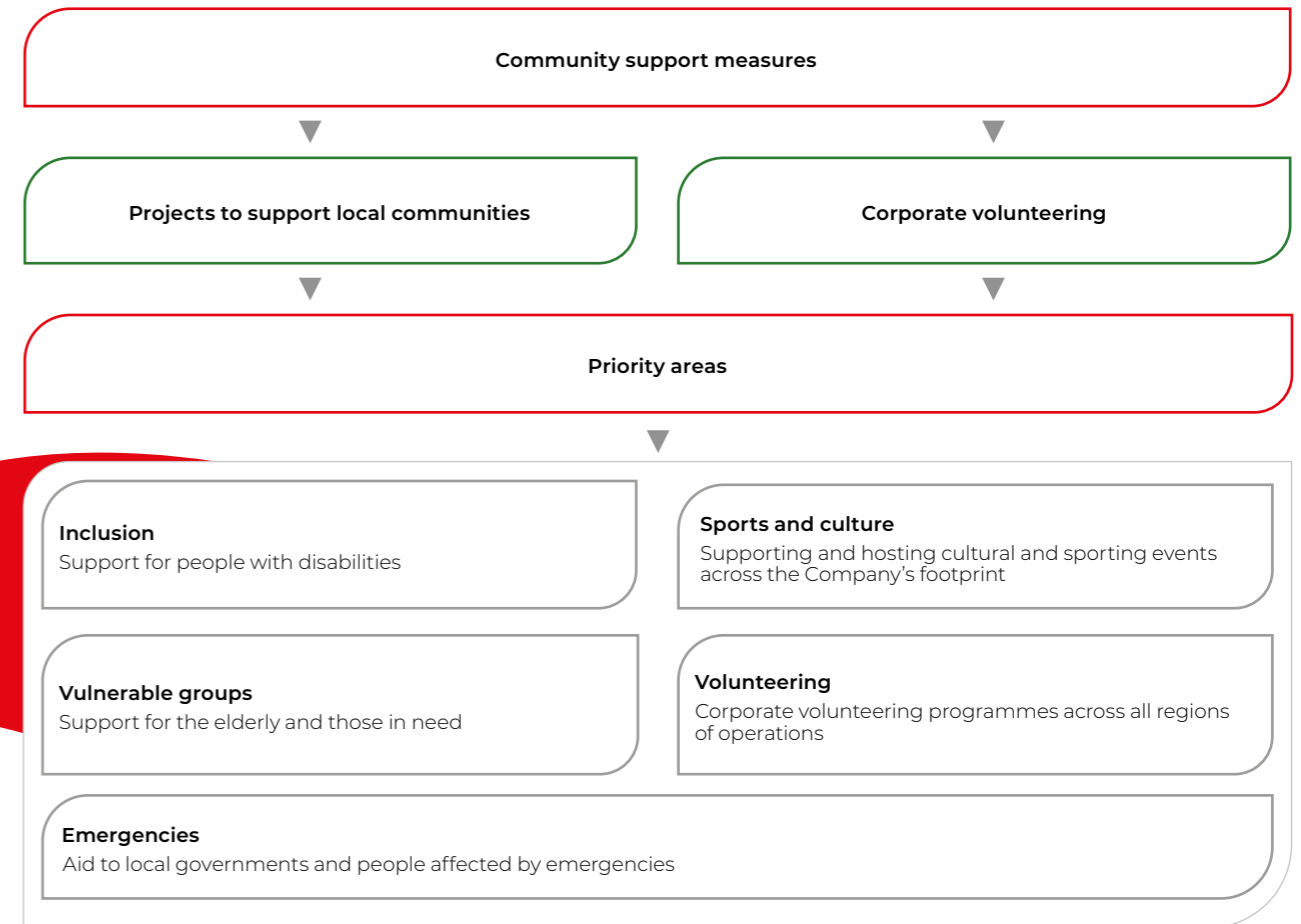 Community support measures
Projects to support local communities
Corporate volunteering
Priority areas
Inclusion
Support for people with disabilities
Sports and culture
Supporting and hosting cultural and sporting events
across the Company’s footprint
Vulnerable groups
Support for the elderly and those in need
Volunteering
Corporate volunteering programmes across all regions
of operations
Emergencies
Aid to local governments and people affected by emergencies